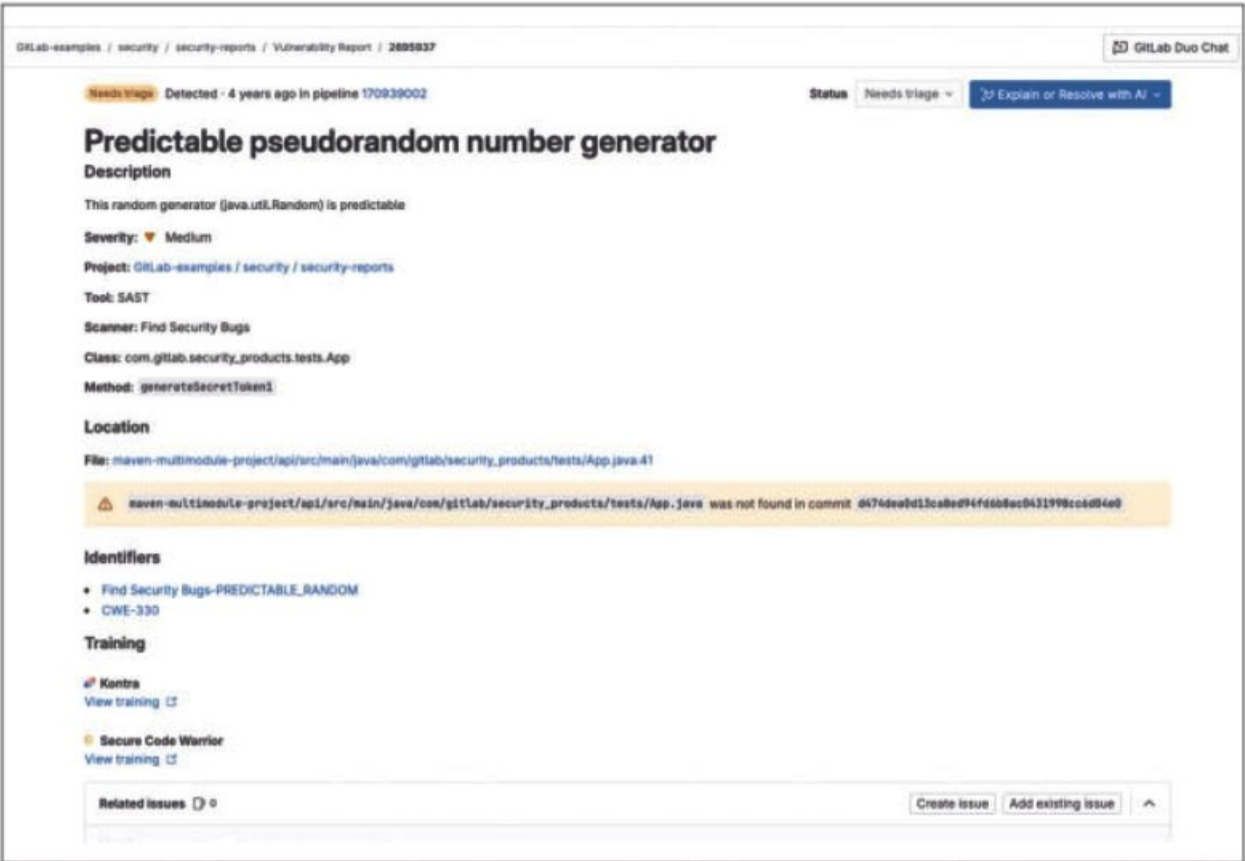 GitLab-examples / security / security-reports / Vulnerability Report / 2695937
GitLab Duo Chat
Needs triage Detected · 4 years ago in pipeline 170939002
Status Needs triage Explain or Resolve with AI
Predictable pseudorandom number generator
Description
This random generator (java.util.Random) is predictable
Severity: Medium
Project: GitLab-examples / security / security-reports
Tool: SAST
Scanner: Find Security Bugs
Class: com.gitlab.security_products.tests.App
Method: generateSecretToken1
Location
File: maven-multimodule-project/api/src/main/java/com/gitlab/security_products/tests/App.java:41
maven-multimodule-project/api/src/main/java/com/gitlab/security_products/tests/App.java was not found in commit
Identifiers
• Find Security Bugs-PREDICTABLE_RANDOM
• CWE-330
Training
Kontra
View training
Secure Code Warrior
View training
Related issues 0 Create issue Add existing issue